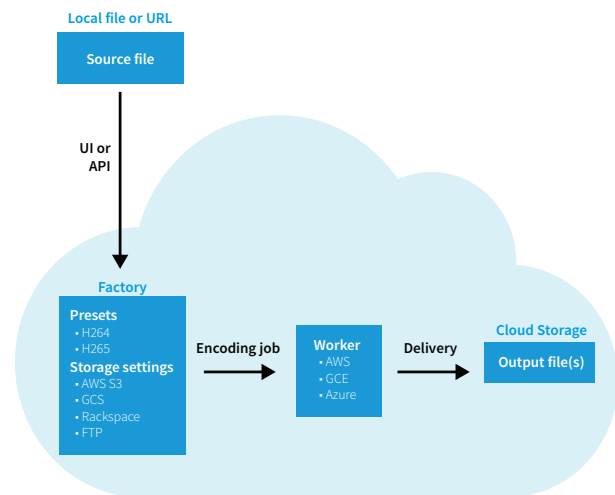 Local file or URL
Source file
UI or
API
Factory
Presets
• H264
• H265
Storage settings
• AWS S3
• GCS
• Rackspace
• FTP
Encoding job
Worker
• AWS
• GCE
• Azure
Delivery
Cloud Storage
Output file(s)